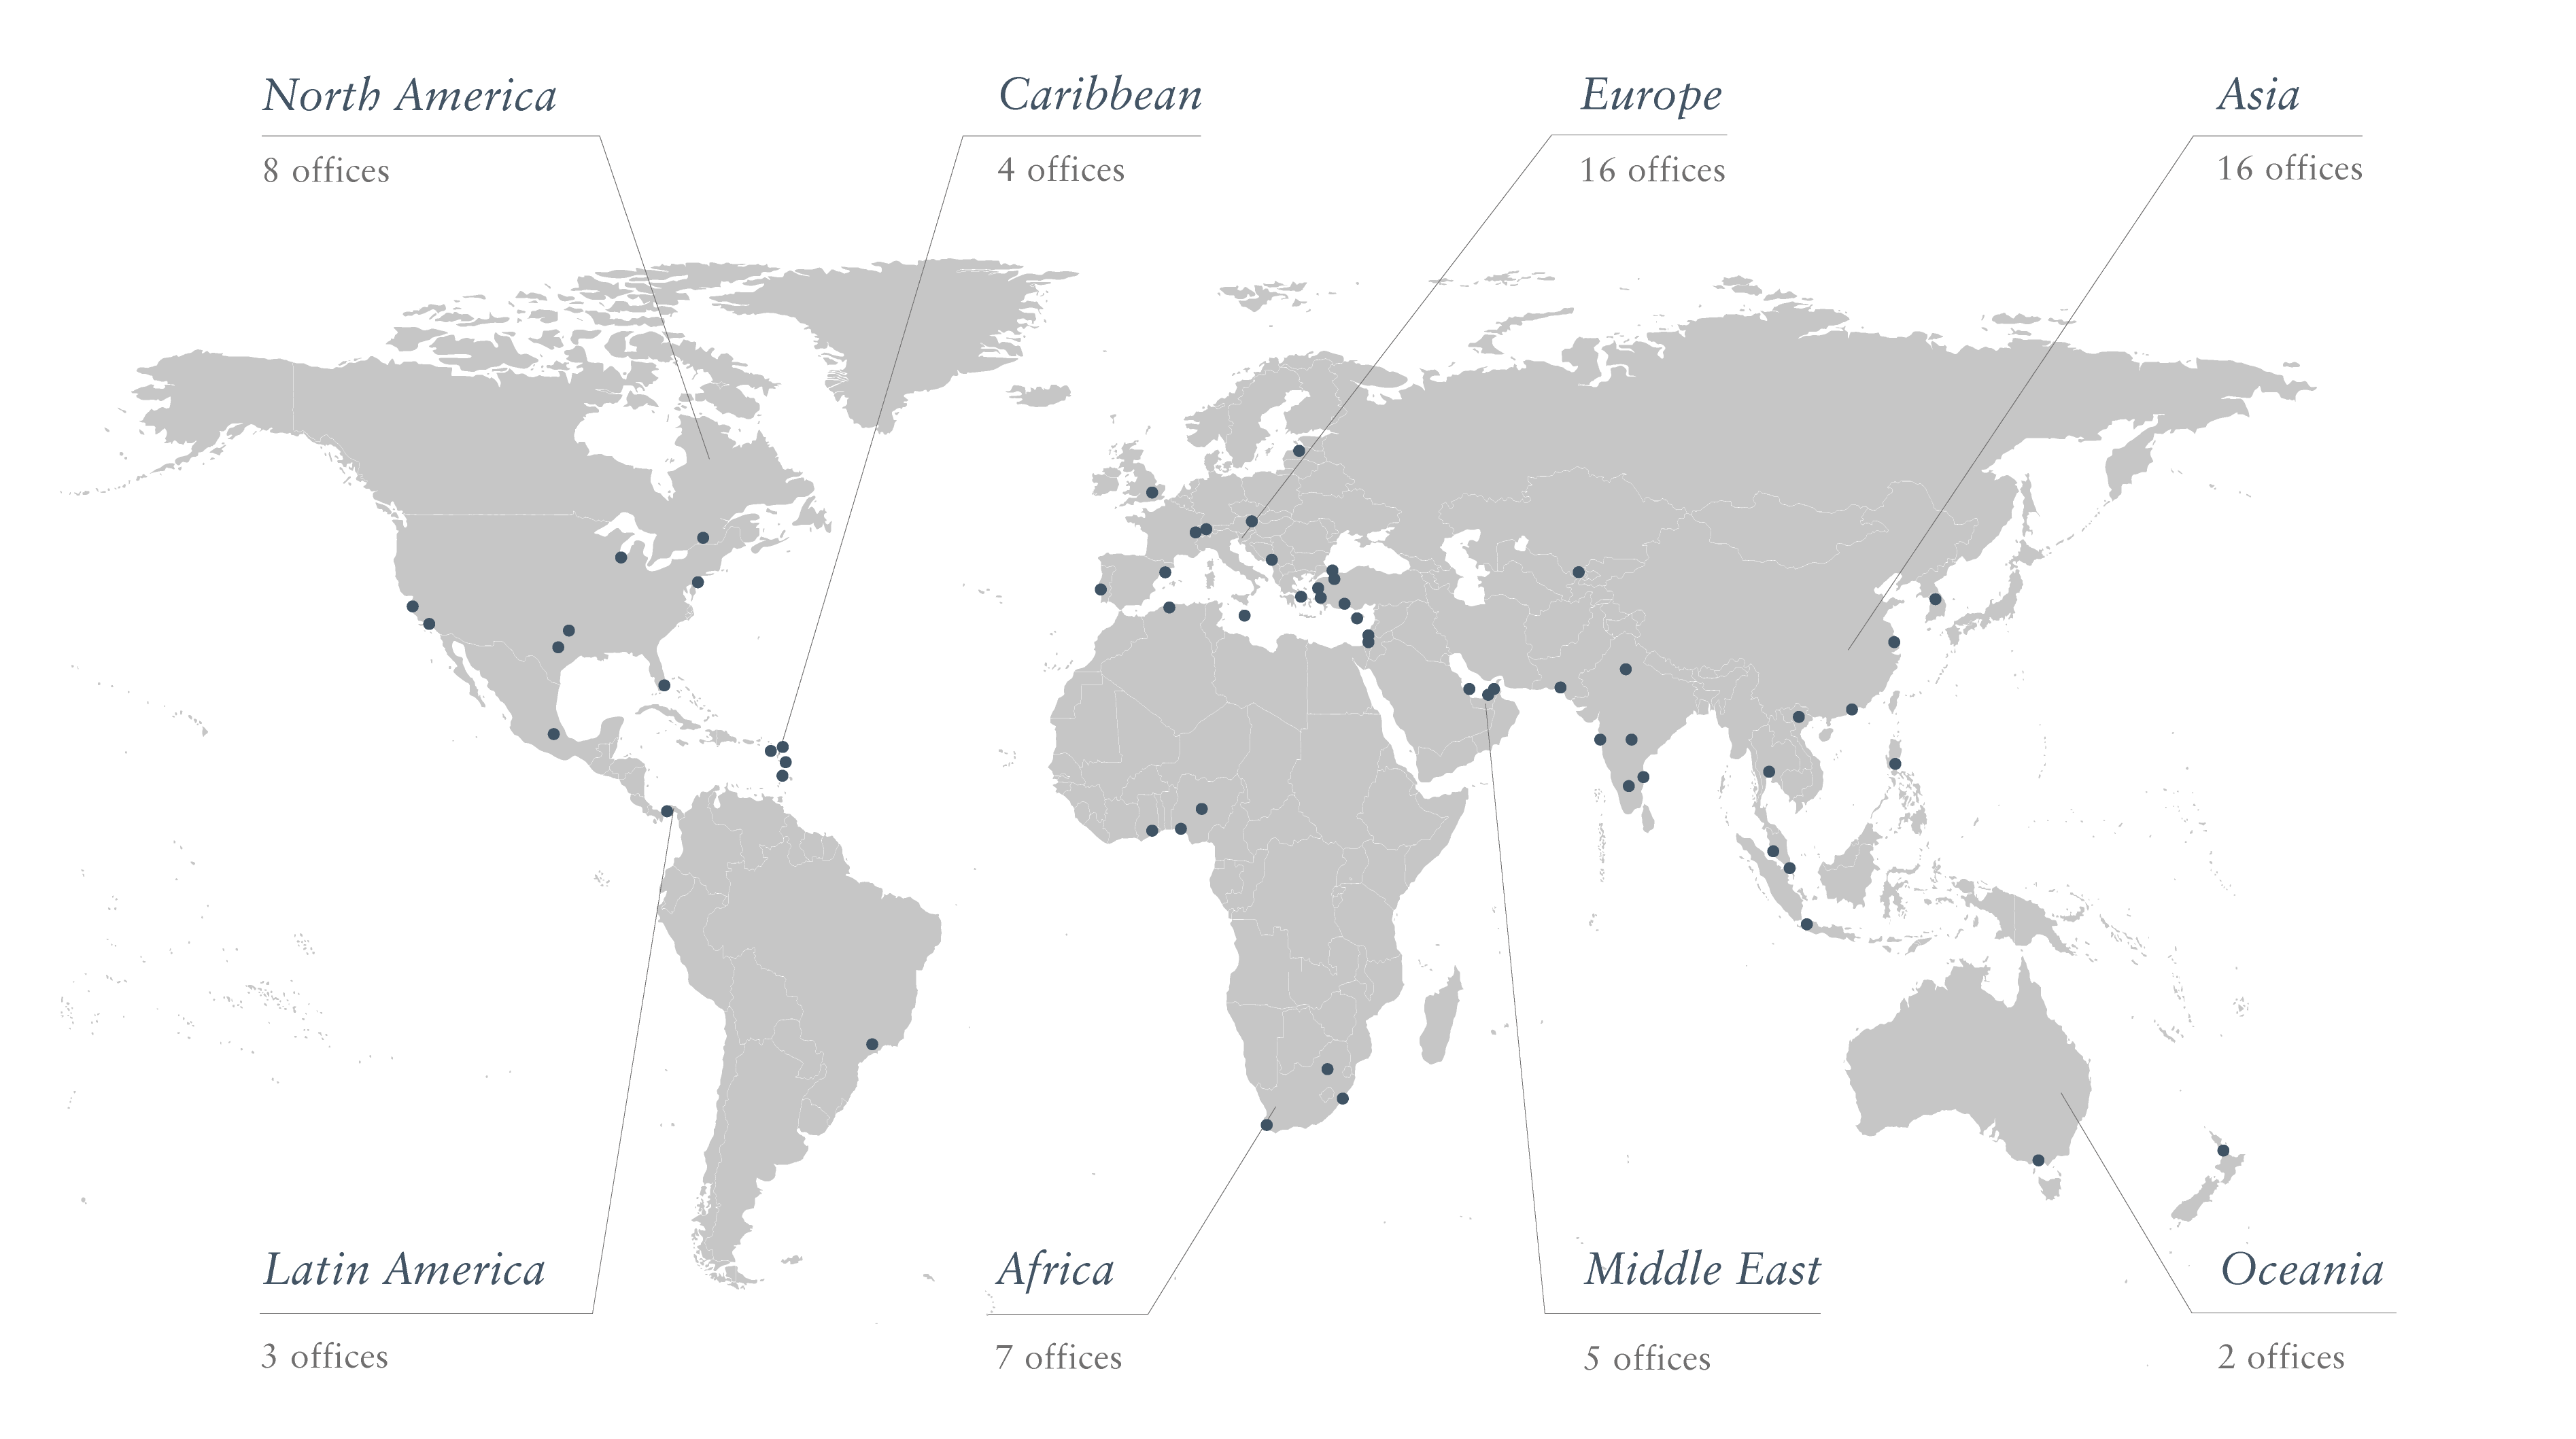 North America
8 offices
Caribbean
4 offices
Europe
16 offices
Asia
16 offices
Latin America
3 offices
Africa
7 offices
Middle East
5 offices
Oceania
2 offices